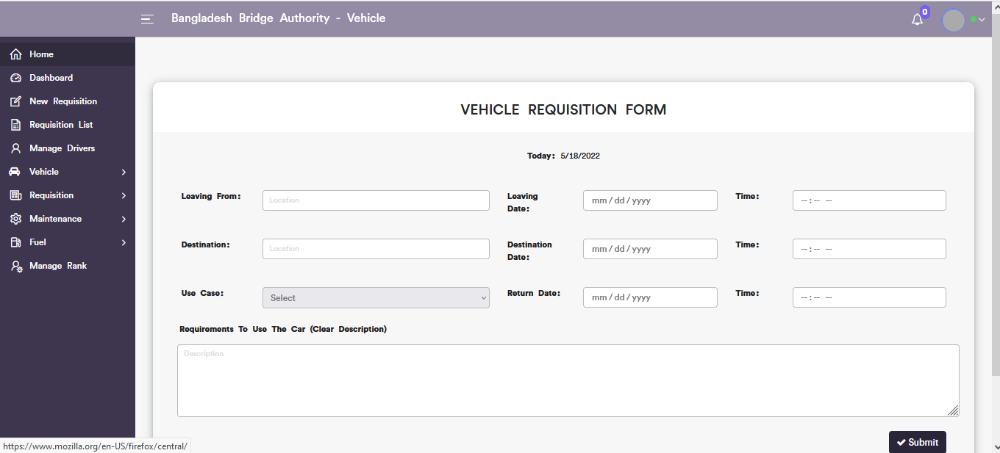 Bangladesh Bridge Authority - Vehicle
0
Home
Dashboard
New Requisition
Requisition List
Manage Drivers
Vehicle
Requisition
Maintenance
Fuel
Manage Rank
VEHICLE REQUISITION FORM
Today: 5/18/2022
Leaving From: Location Leaving Date: mm / dd / yyyy Time: --:-- --
Destination: Location Destination Date: mm / dd / yyyy Time: --:-- --
Use Case: Select Return Date: mm / dd / yyyy Time: --:-- --
Requirements To Use The Car (Clear Description)
Description
Submit
https://www.mozilla.org/en-US/firefox/central/